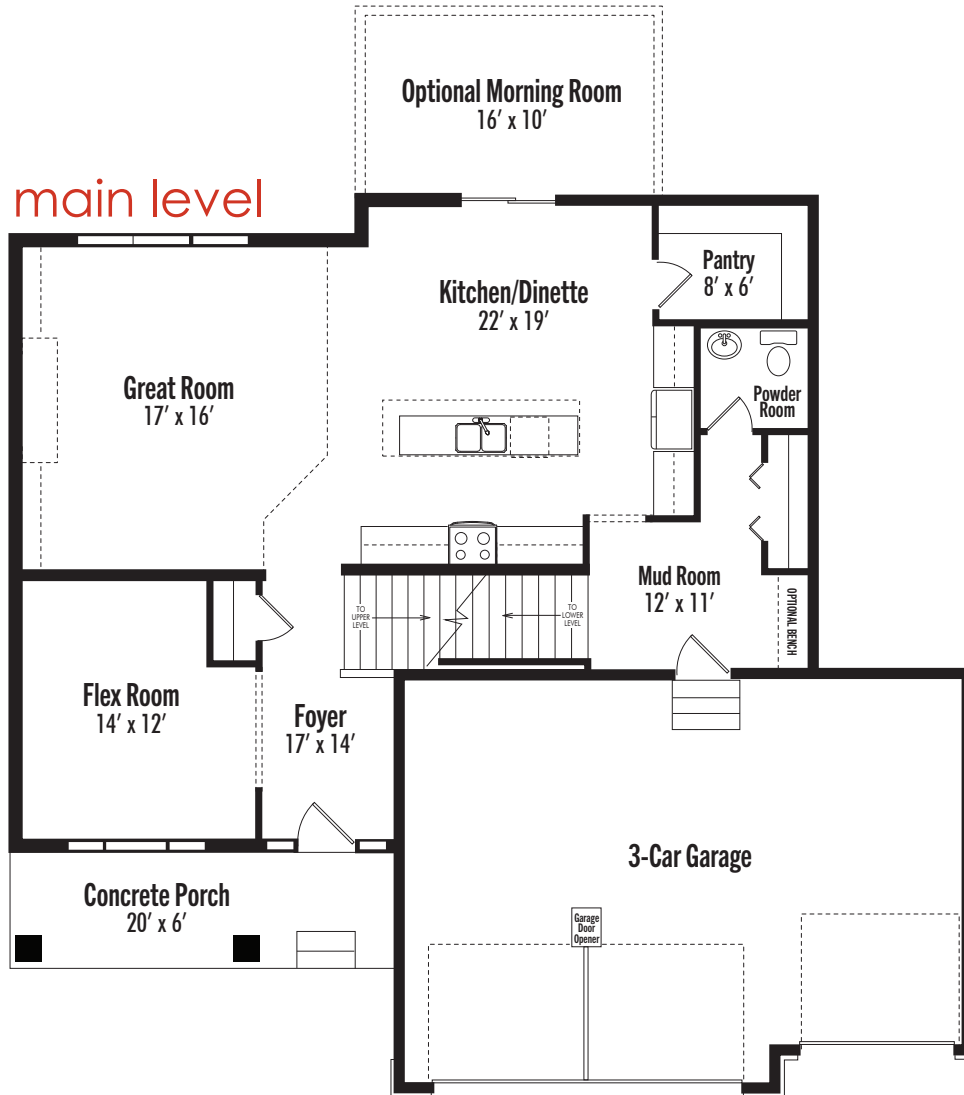 Optional Morning Room
16′ x 10′
main level
Pantry
8′ x 6′
Kitchen/Dinette
22′ x 19′
Great Room
17′ x 16′
Powder
Room
Mud Room
12′ x 11′
OPTIONAL BENCH
TO
UPPER
LEVEL
TO
LOWER
LEVEL
Flex Room
14′ x 12′
Foyer
17′ x 14′
3-Car Garage
Concrete Porch
20′ x 6′
Garage
Door
Opener